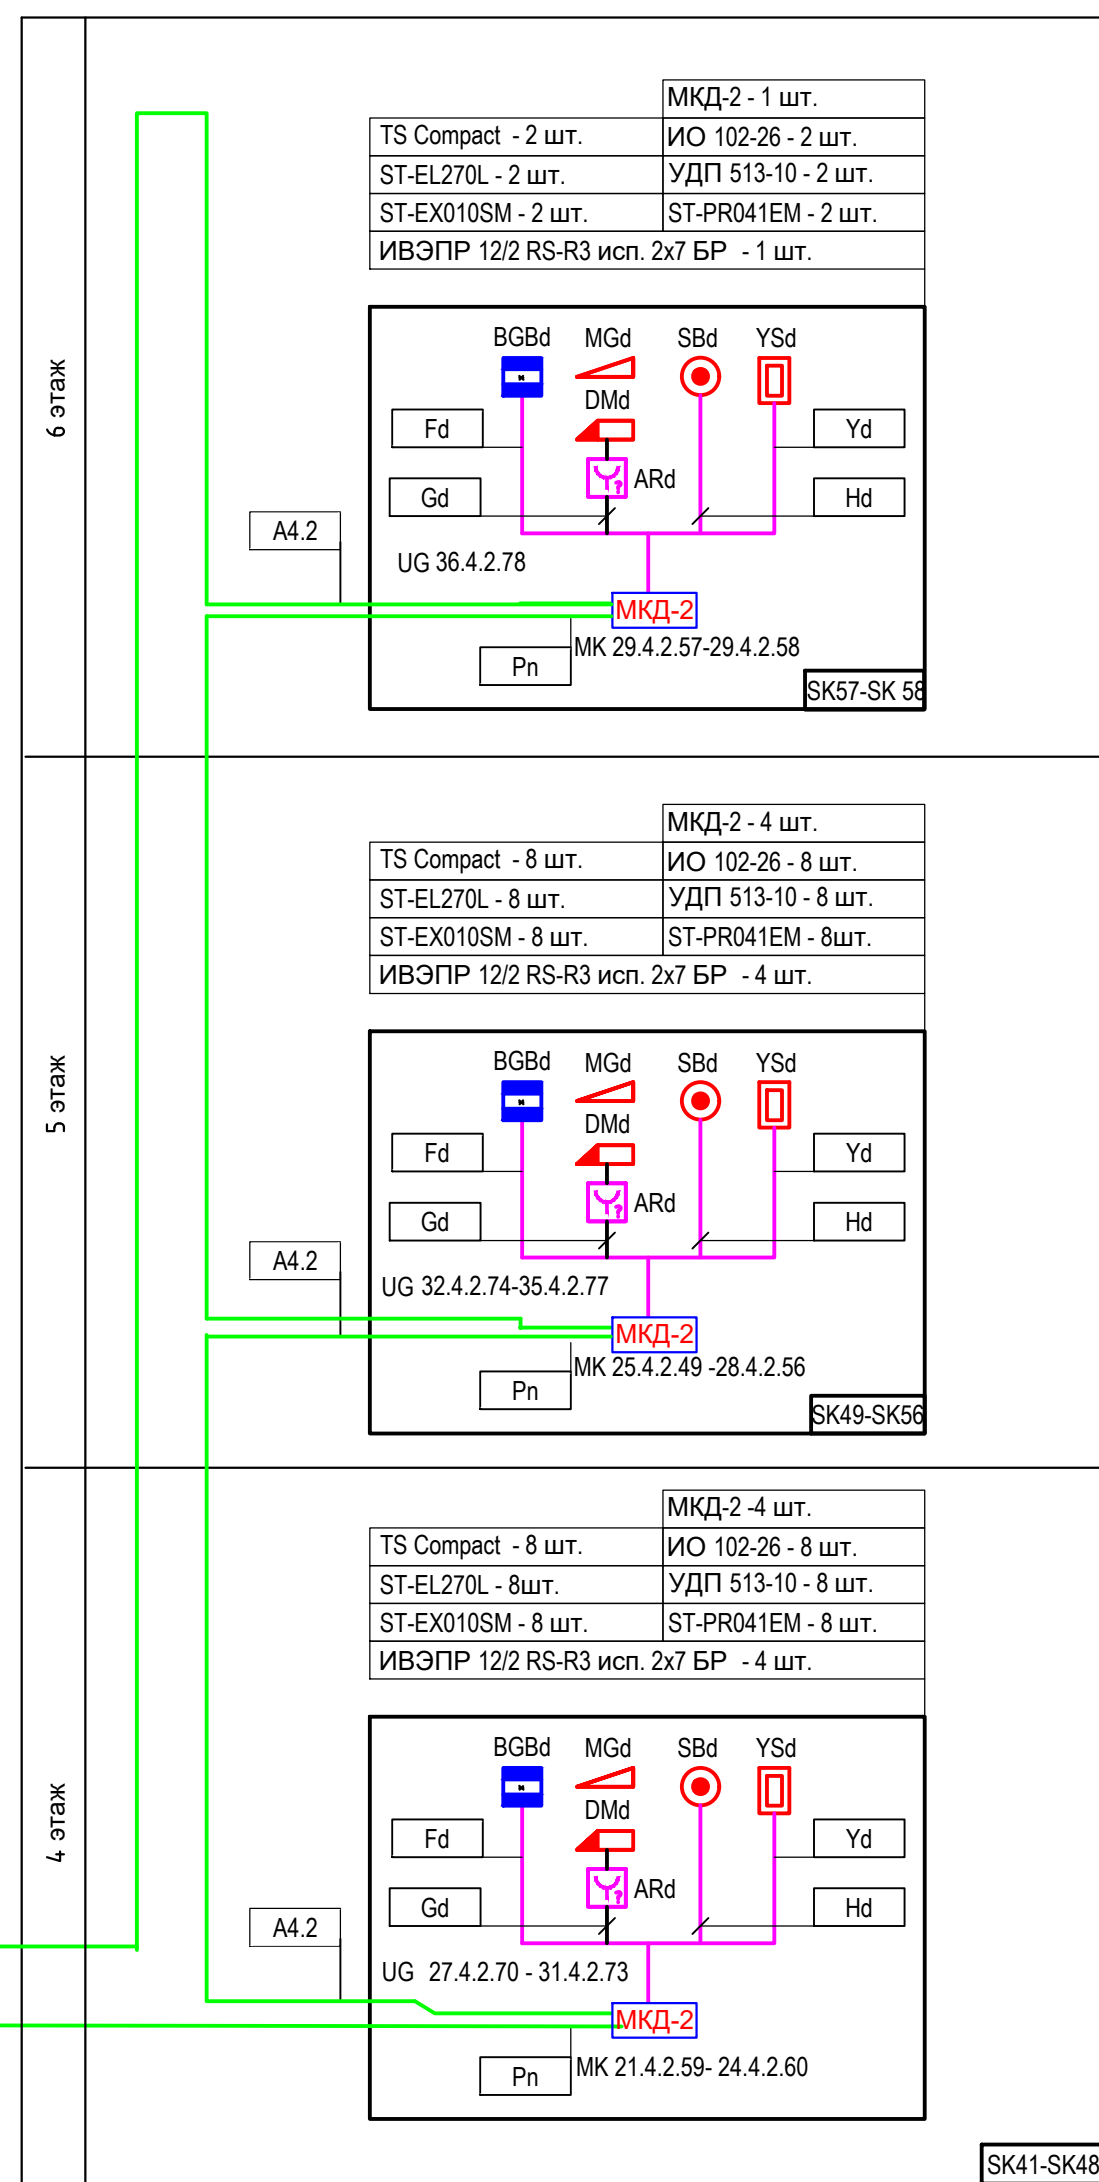 6 этаж
МКД-2 - 1 шт.
TS Compact - 2 шт.
ИО 102-26 - 2 шт.
ST-EL270L - 2 шт.
УДП 513-10 - 2 шт.
ST-EX010SM - 2 шт.
ST-PR041EM - 2 шт.
ИВЭПР 12/2 RS-R3 исп. 2х7 БР - 1 шт.
BGBd MGd SBd YSd
DMd
Fd
Yd
ARd
Gd
Hd
A4.2
UG 36.4.2.78
МКД-2
MK 29.4.2.57-29.4.2.58
Pn
SK57-SK 58
5 этаж
МКД-2 - 4 шт.
TS Compact - 8 шт.
ИО 102-26 - 8 шт.
ST-EL270L - 8 шт.
УДП 513-10 - 8 шт.
ST-EX010SM - 8 шт.
ST-PR041EM - 8шт.
ИВЭПР 12/2 RS-R3 исп. 2х7 БР - 4 шт.
BGBd MGd SBd YSd
DMd
Fd
Yd
ARd
Gd
Hd
A4.2
UG 32.4.2.74-35.4.2.77
МКД-2
MK 25.4.2.49 -28.4.2.56
Pn
SK49-SK56
4 этаж
МКД-2 -4 шт.
TS Compact - 8 шт.
ИО 102-26 - 8 шт.
ST-EL270L - 8шт.
УДП 513-10 - 8 шт.
ST-EX010SM - 8 шт.
ST-PR041EM - 8 шт.
ИВЭПР 12/2 RS-R3 исп. 2х7 БР - 4 шт.
BGBd MGd SBd YSd
DMd
Fd
Yd
ARd
Gd
Hd
A4.2
UG 27.4.2.70 - 31.4.2.73
МКД-2
MK 21.4.2.59- 24.4.2.60
Pn
SK41-SK48